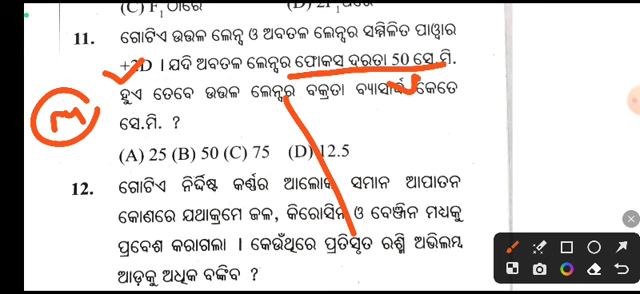 (C) F₁ ଠାରେ (D) 2F₁
11. ଗୋଟିଏ ଉତ୍ତଳ ଲେନ୍ସ ଓ ଅବତଳ ଲେନ୍ସର ସମ୍ମିଳିତ ପାଓ୍ୱାର
+2D । ଯଦି ଅବତଳ ଲେନ୍ସର ଫୋକସ ଦୂରତା 50 ସେ.ମି.
ହୁଏ ତେବେ ଉତ୍ତଳ ଲେନ୍ସର ବକ୍ରତା ବ୍ୟାସାର୍ଦ୍ଧ କେତେ
ସେ.ମି. ?
(A) 25 (B) 50 (C) 75 (D) 12.5
12. ଗୋଟିଏ ନିର୍ଦ୍ଦିଷ୍ଟ କର୍ଣ୍ଣର ଆଲୋକ ସମାନ ଆପାତନ
କୋଣରେ ଯଥାକ୍ରମେ ଜଳ, କିରୋସିନ ଓ ବେଞ୍ଜିନ ମଧ୍ୟକୁ
ପ୍ରବେଶ କରାଗଲା । କେଉଁଥିରେ ପ୍ରତିସୃତ ରଶ୍ମି ଅଭିଲମ୍ବ
ଆଡ଼କୁ ଅଧିକ ବଙ୍କିବ ?